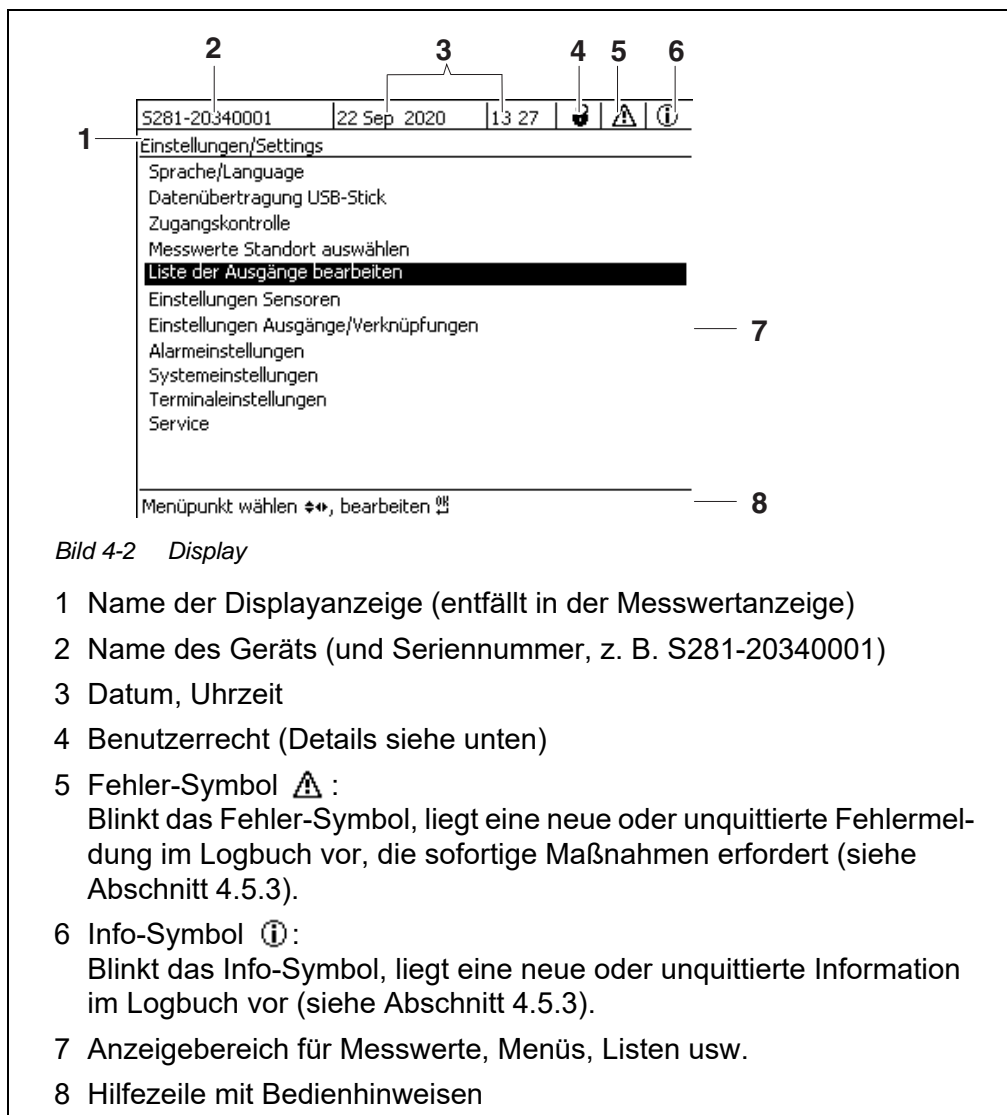 2 3 4 5 6
S281-20340001 22 Sep 2020 13 27
1
Einstellungen/Settings
Sprache/Language
Datenübertragung USB-Stick
Zugangskontrolle
Messwerte Standort auswählen
Liste der Ausgänge bearbeiten
Einstellungen Sensoren
Einstellungen Ausgänge/Verknüpfungen
7
Alarmeinstellungen
Systemeinstellungen
Terminaleinstellungen
Service
Menüpunkt wählen, bearbeiten OK
8
Bild 4-2 Display
1 Name der Displayanzeige (entfällt in der Messwertanzeige)
2 Name des Geräts (und Seriennummer, z. B. S281-20340001)
3 Datum, Uhrzeit
4 Benutzerrecht (Details siehe unten)
5 Fehler-Symbol ⚠ :
Blinkt das Fehler-Symbol, liegt eine neue oder unquittierte Fehlermel-
dung im Logbuch vor, die sofortige Maßnahmen erfordert (siehe
Abschnitt 4.5.3).
6 Info-Symbol ⓘ:
Blinkt das Info-Symbol, liegt eine neue oder unquittierte Information
im Logbuch vor (siehe Abschnitt 4.5.3).
7 Anzeigebereich für Messwerte, Menüs, Listen usw.
8 Hilfezeile mit Bedienhinweisen